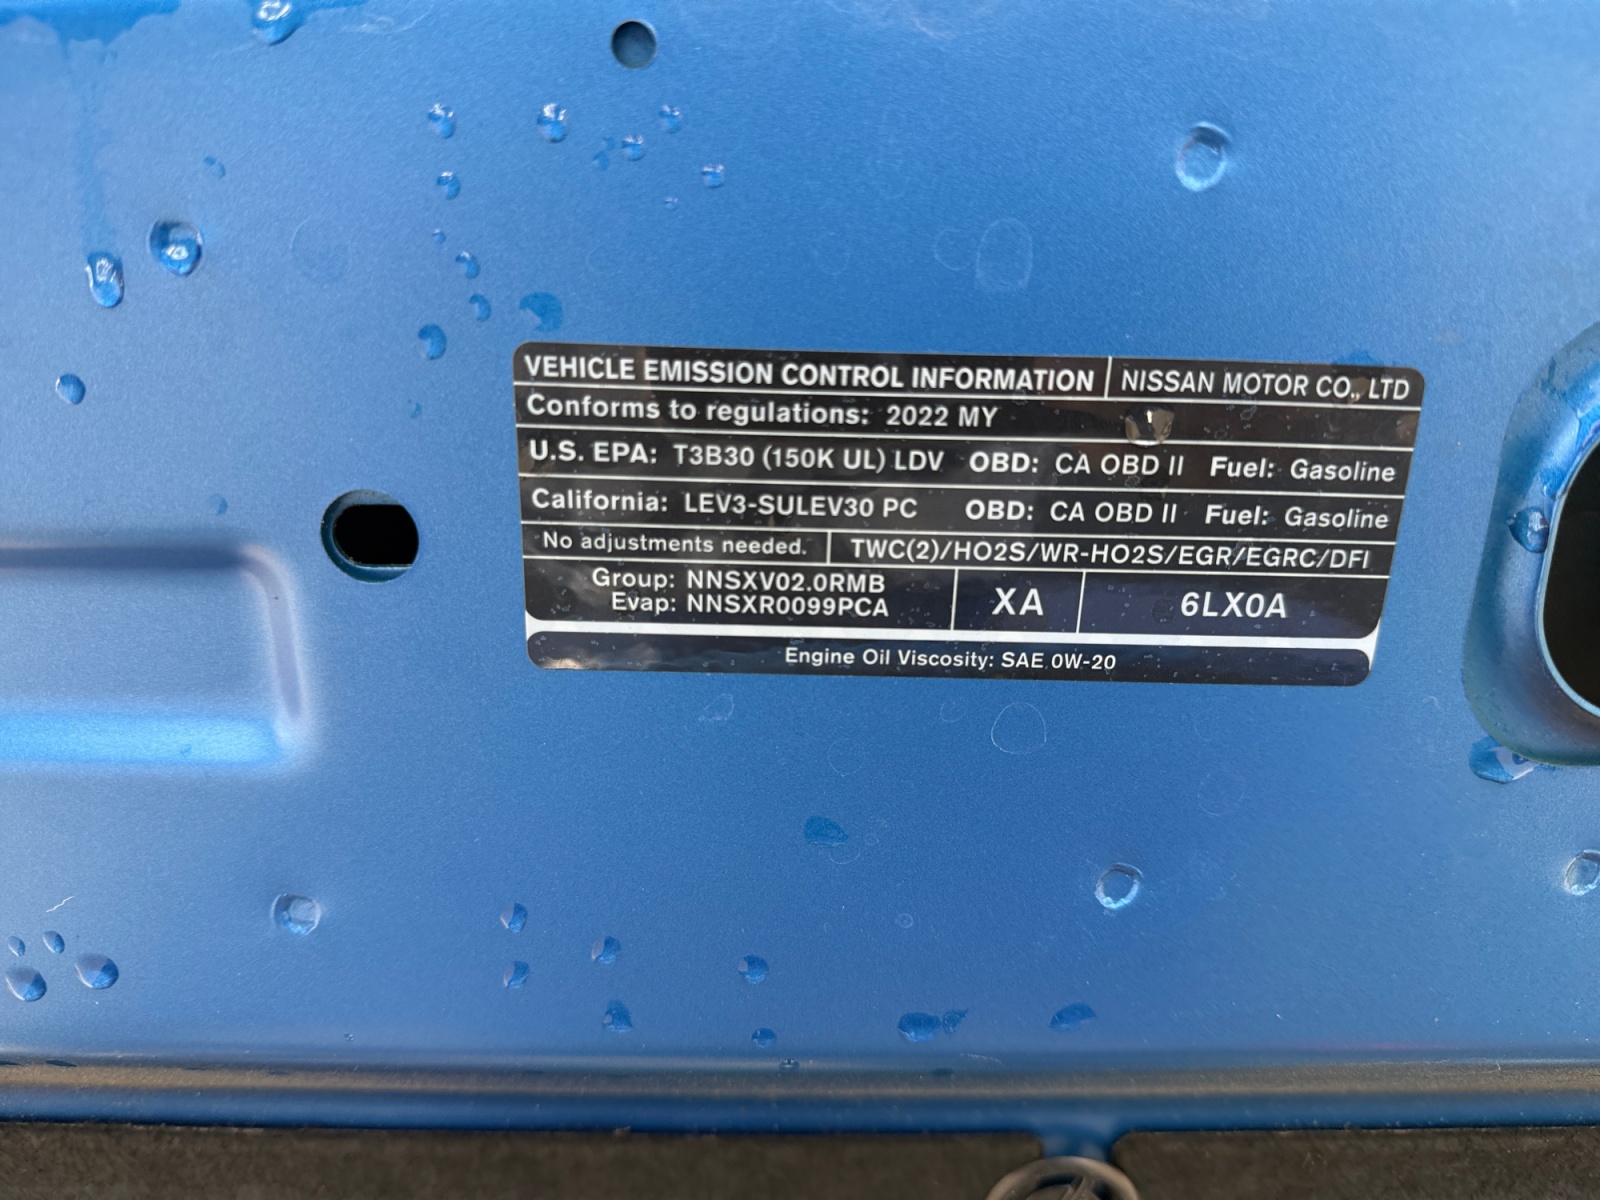 VEHICLE EMISSION CONTROL INFORMATION NISSAN MOTOR CO., LTD
Conforms to regulations: 2022 MY
U.S. EPA: T3B30 (150K UL) LDV OBD: CA OBD II Fuel: Gasoline
California: LEV3-SULEV30 PC OBD: CA OBD II Fuel: Gasoline
No adjustments needed. TWC(2)/HO2S/WR-HO2S/EGR/EGRC/DFI
Group: NNSXV02.0RMB
Evap: NNSXR0099PCA
XA
6LX0A
Engine Oil Viscosity: SAE 0W-20